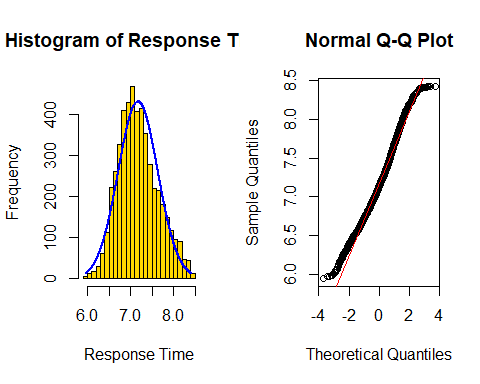 Histogram of Response T
Frequency
0 100 200 300 400
6.0 7.0 8.0
Response Time
Normal Q-Q Plot
Sample Quantiles
6.0 6.5 7.0 7.5 8.0 8.5
-4 -2 0 2 4
Theoretical Quantiles